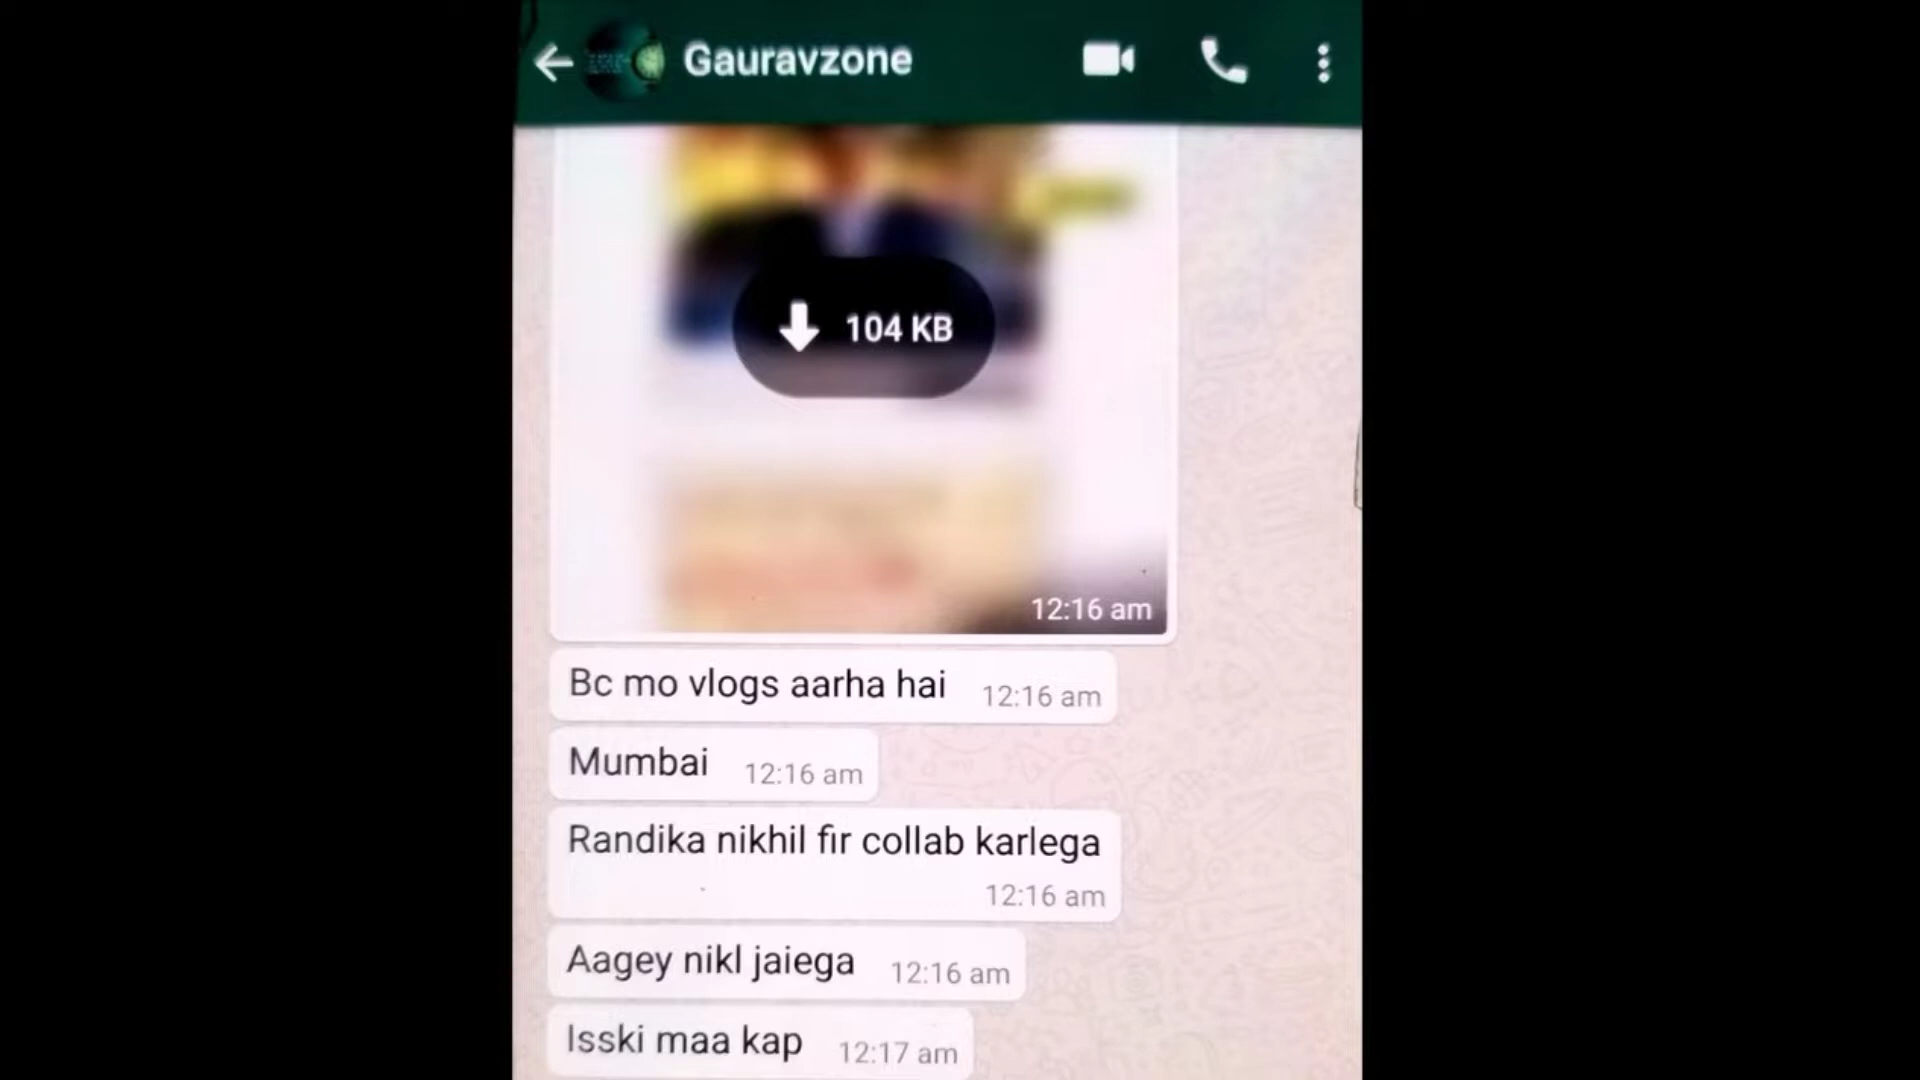 Gauravzone
104 KB
12:16 am
Bc mo vlogs aarha hai 12:16 am
Mumbai 12:16 am
Randika nikhil fir collab karlega
12:16 am
Aagey nikl jaiega 12:16 am
Isski maa kap 12:17 am